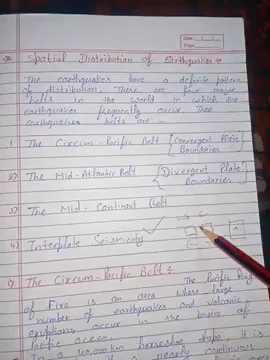 Date
Page
Spatial Distribution of Earthquakes :-
The earthquakes have a definite pattern
of distribution. There are four major
belts in the world in which the
earthquakes frequently occur. These
earthquakes belts are :-
1. The Circum-Pacific Belt [Convergent Plate
Boundaries]
2) The Mid-Atlantic Belt (Divergent Plate
Boundaries
3) The Mid-Continent Belt
4) Interplate Seismicity
1) The Circum-Pacific Belt :-
The Pacific Ring
of Fire is an area where large
number of earthquakes and volcanic
eruptions occur in the basin of
Pacific ocean.
In a 40,000 km horseshoe shape. It is
a nearly continuous